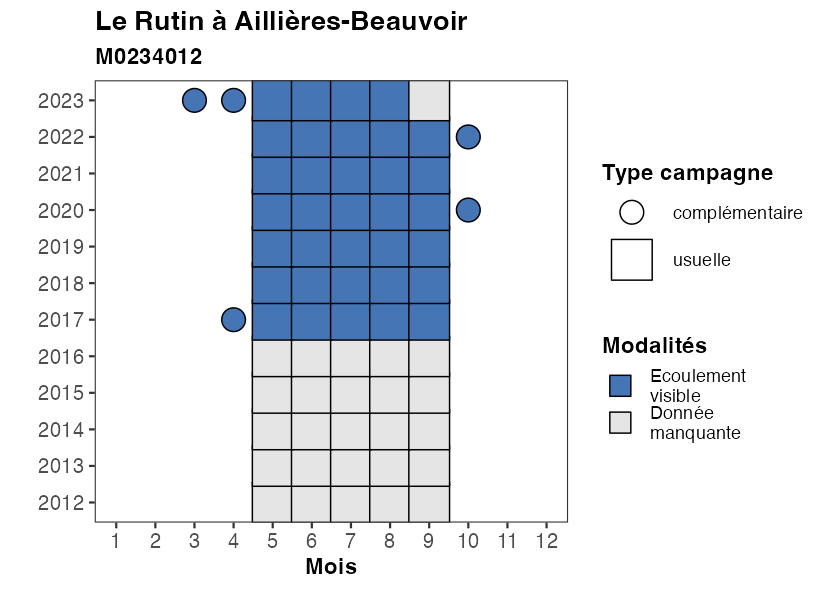 Le Rutin à Aillières-Beauvoir
M0234012
2023
2022
2021
2020
2019
2018
2017
2016
2015
2014
2013
2012
1 2 3 4 5 6 7 8 9 10 11 12
Mois
Type campagne
complémentaire
usuelle
Modalités
Ecoulement
visible
Donnée
manquante